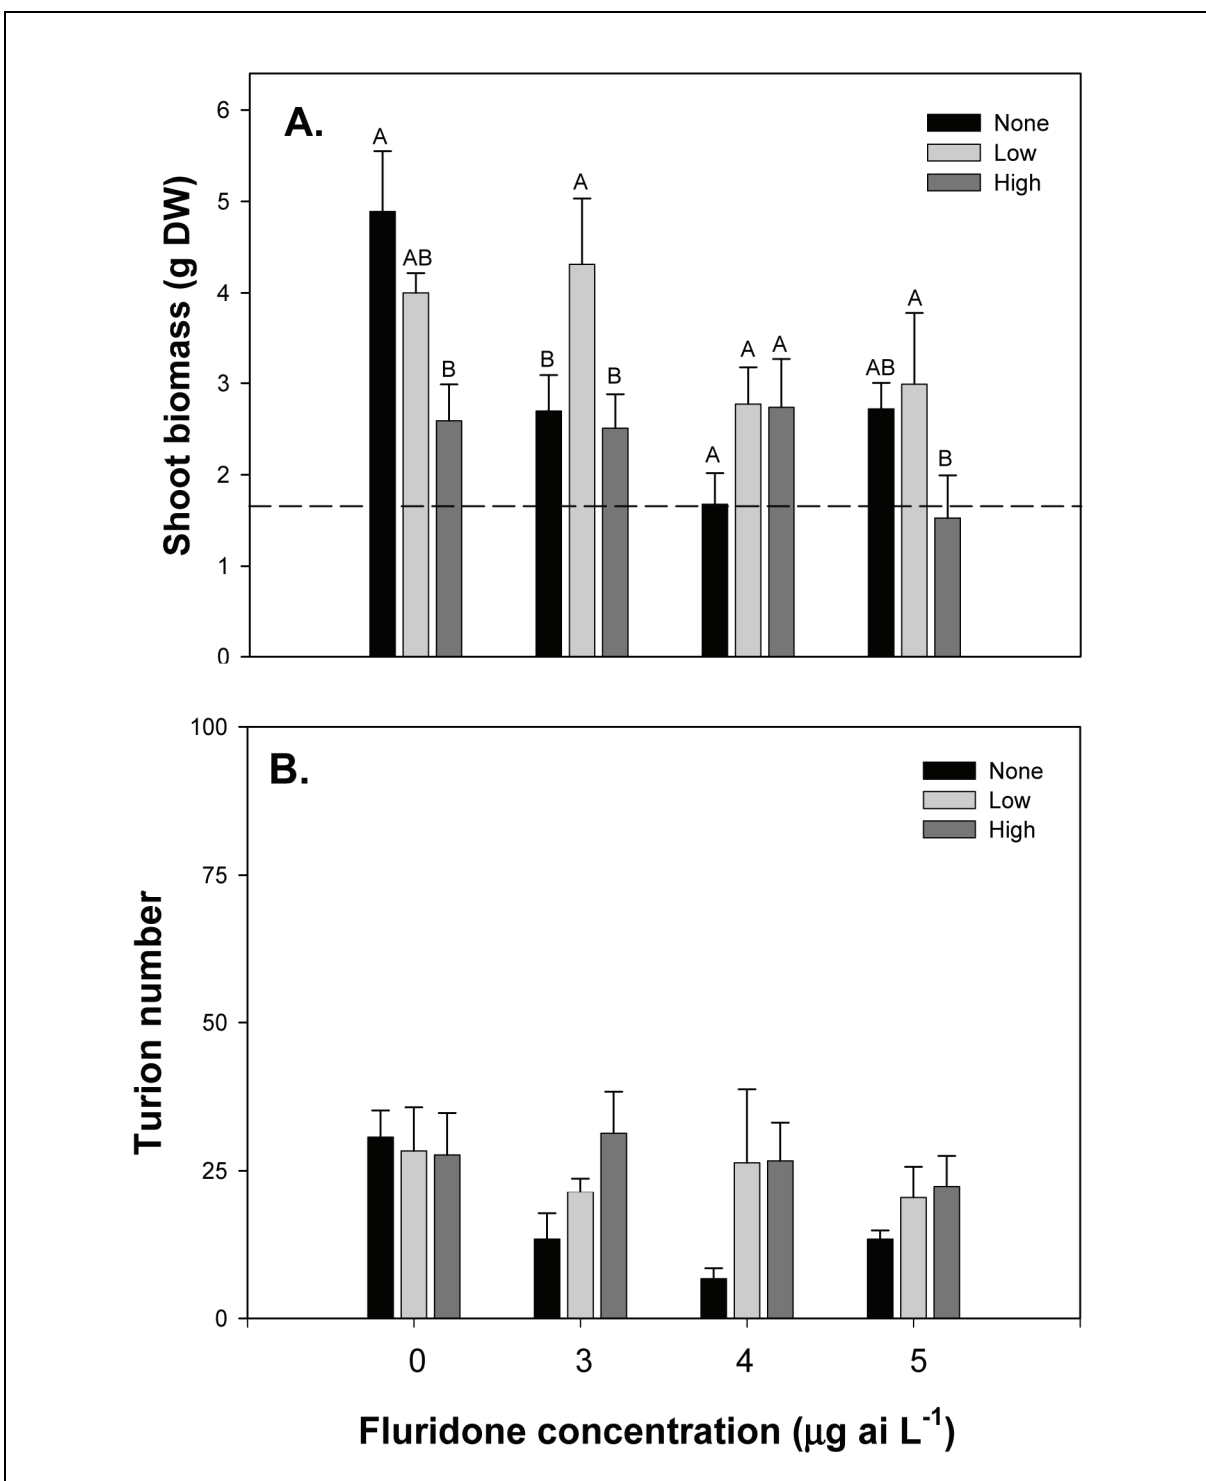 A.
None
Low
High
6
5
4
3
2
1
0
Shoot biomass (g DW)
A
AB
B
B
A
B
A
A
A
AB
A
B
B.
None
Low
High
100
75
50
25
0
Turion number
0 3 4 5
Fluridone concentration (µg ai L⁻¹)